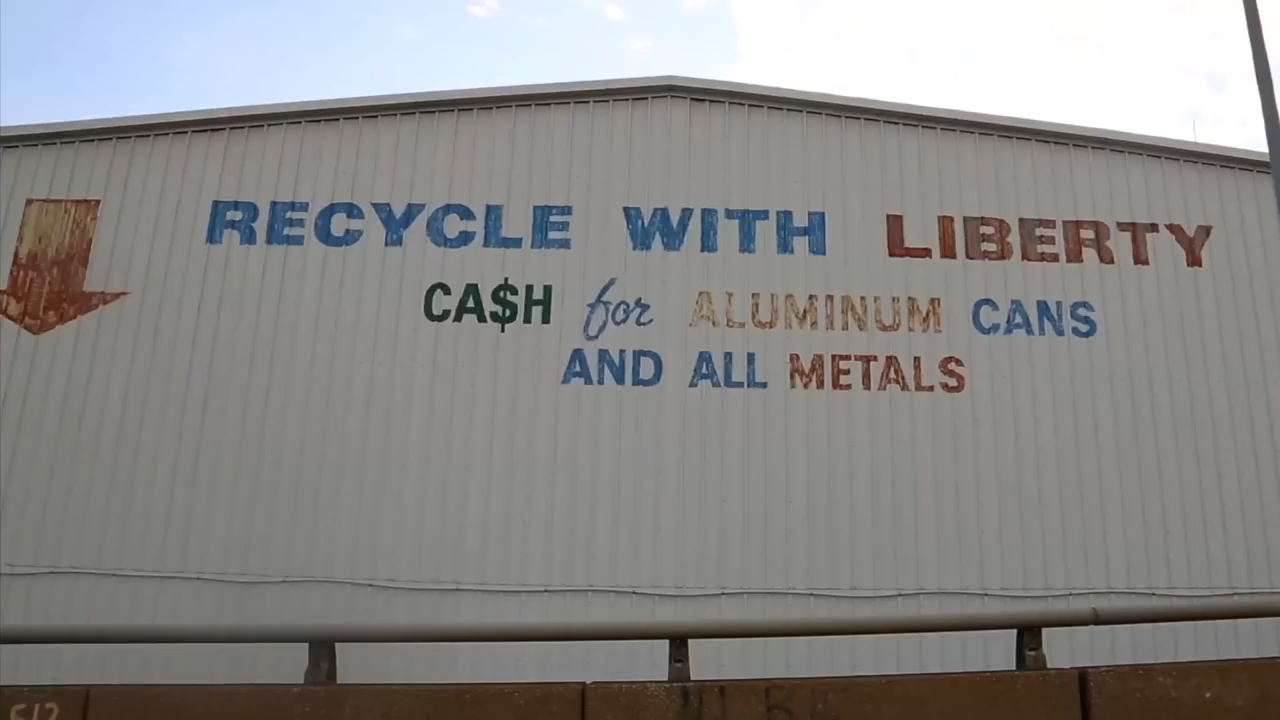 RECYCLE WITH LIBERTY
CA$H for ALUMINUM CANS
AND ALL METALS